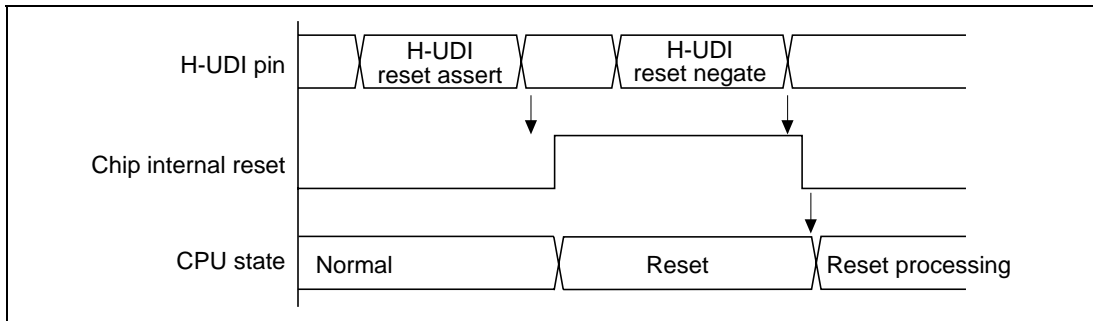 H-UDI pin
H-UDI
reset assert
H-UDI
reset negate
Chip internal reset
CPU state
Normal
Reset
Reset processing